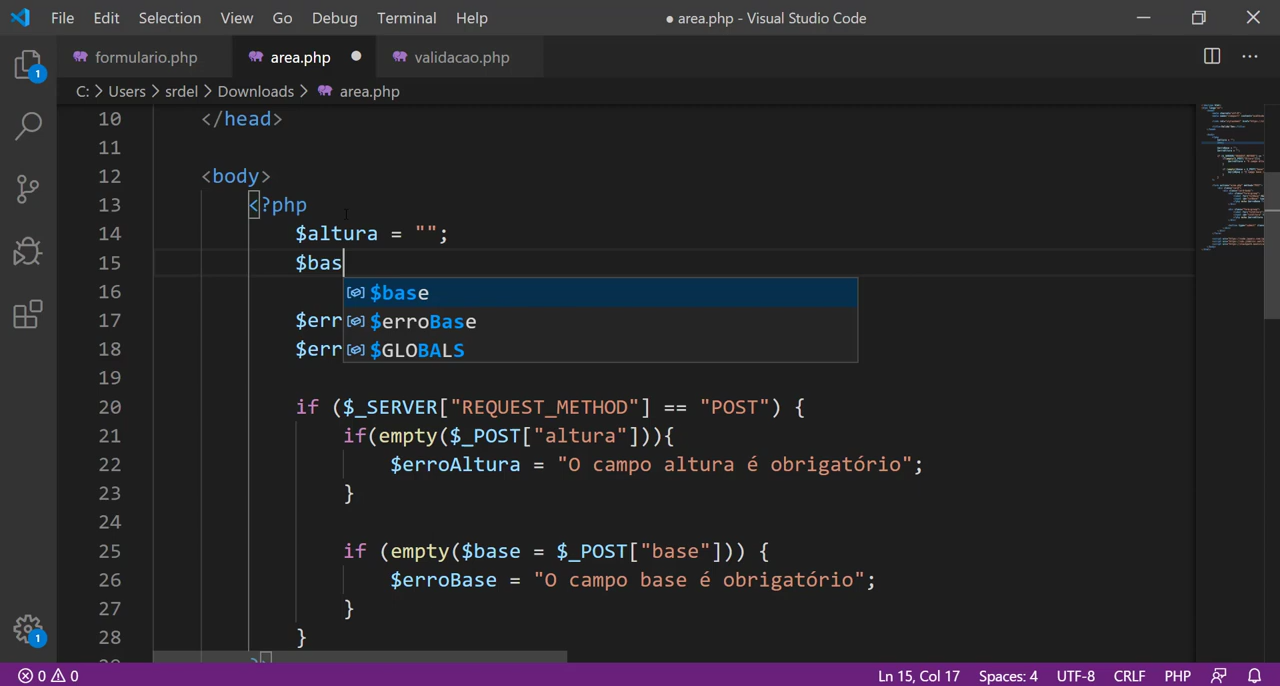 File Edit Selection View Go Debug Terminal Help ● area.php - Visual Studio Code
formulario.php area.php validacao.php
1
C: > Users > srdel > Downloads > area.php
10 </head>
11
12 <body>
13 <?php
14 $altura = "";
15 $bas
16 $base
17 $err $erroBase
18 $err $GLOBALS
19
20 if ($_SERVER["REQUEST_METHOD"] == "POST") {
21 if(empty($_POST["altura"])){
22 $erroAltura = "O campo altura é obrigatório";
23 }
24
25 if (empty($base = $_POST["base"])) {
26 $erroBase = "O campo base é obrigatório";
27 }
28 }
1
0 0 Ln 15, Col 17 Spaces: 4 UTF-8 CRLF PHP